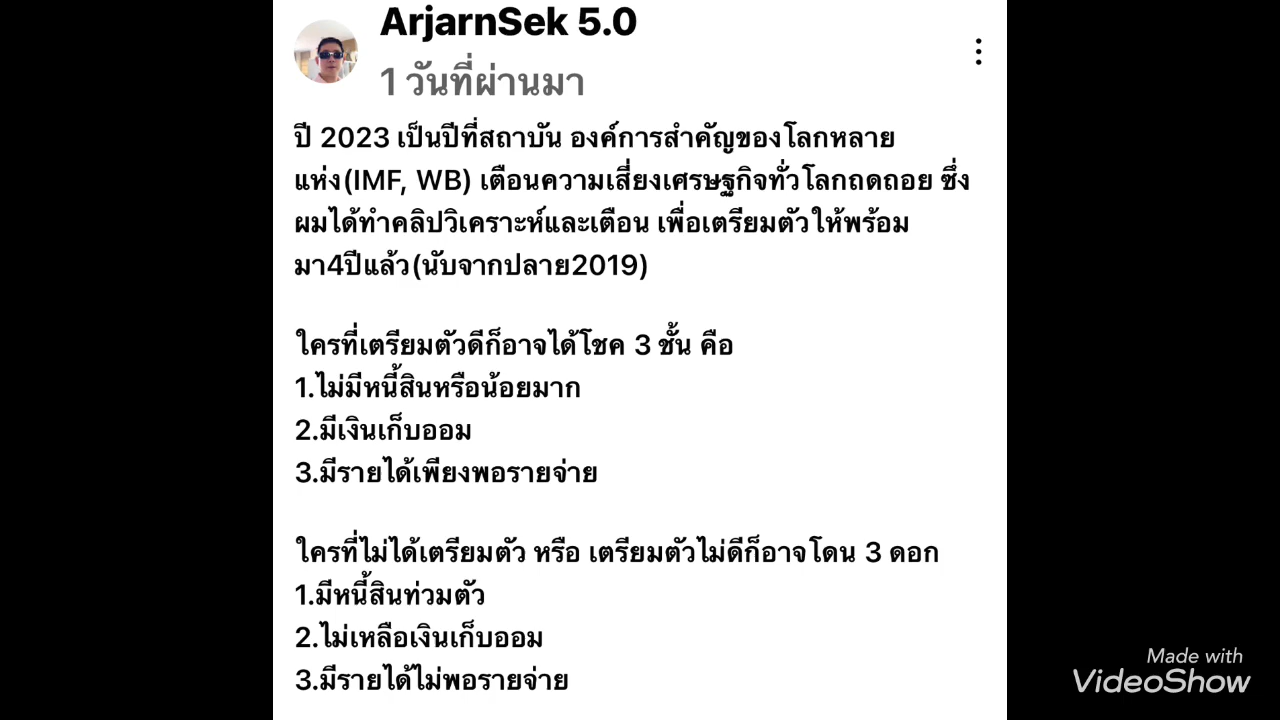 ArjarnSek 5.0
1 วันที่ผ่านมา
ปี 2023 เป็นปีที่สถาบัน องค์การสำคัญของโลกหลาย
แห่ง(IMF, WB) เตือนความเสี่ยงเศรษฐกิจทั่วโลกถดถอย ซึ่ง
ผมได้ทำคลิปวิเคราะห์และเตือน เพื่อเตรียมตัวให้พร้อม
มา4ปีแล้ว(นับจากปลาย2019)
ใครที่เตรียมตัวดีก็อาจได้โชค 3 ชั้น คือ
1.ไม่มีหนี้สินหรือน้อยมาก
2.มีเงินเก็บออม
3.มีรายได้เพียงพอรายจ่าย
ใครที่ไม่ได้เตรียมตัว หรือ เตรียมตัวไม่ดีก็อาจโดน 3 ดอก
1.มีหนี้สินท่วมตัว
2.ไม่เหลือเงินเก็บออม
3.มีรายได้ไม่พอรายจ่าย
Made with
VideoShow